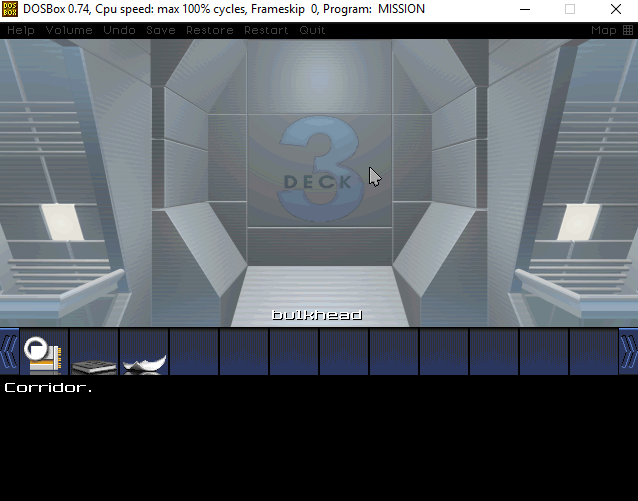 DOSBox 0.74, Cpu speed: max 100% cycles, Frameskip 0, Program: MISSION
Help Volume Undo Save Restore Restart Quit Map
3
DECK
bulkhead
Corridor.